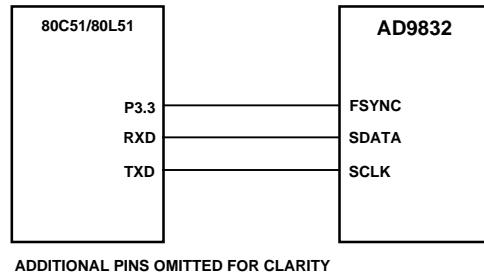 80C51/80L51
AD9832
P3.3
FSYNC
RXD
SDATA
TXD
SCLK
ADDITIONAL PINS OMITTED FOR CLARITY